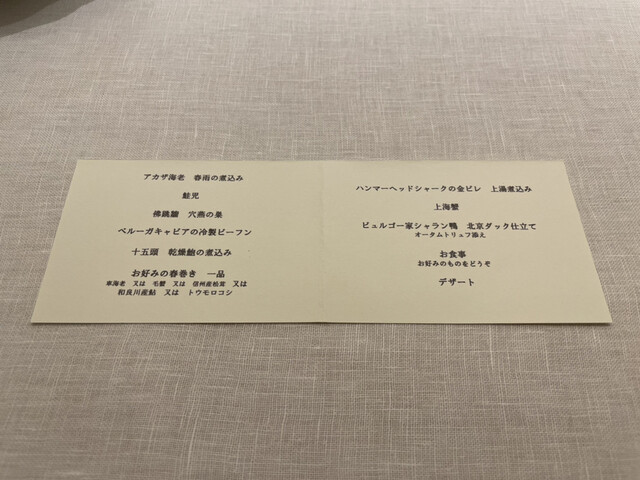 アカザ海老　春雨の煮込み
鮭児
佛跳牆　穴燕の巣
ベルーガキャビアの冷製ビーフン
十五頭　乾燥鮑の煮込み
お好みの春巻き　一品
車海老　又は　毛蟹　又は　信州産松茸　又は
和良川産鮎　又は　トウモロコシ
ハンマーヘッドシャークの金ビレ　上湯煮込み
上海蟹
ビュルゴー家シャラン鴨　北京ダック仕立て
オータムトリュフ添え
お食事
お好みのものをどうぞ
デザート